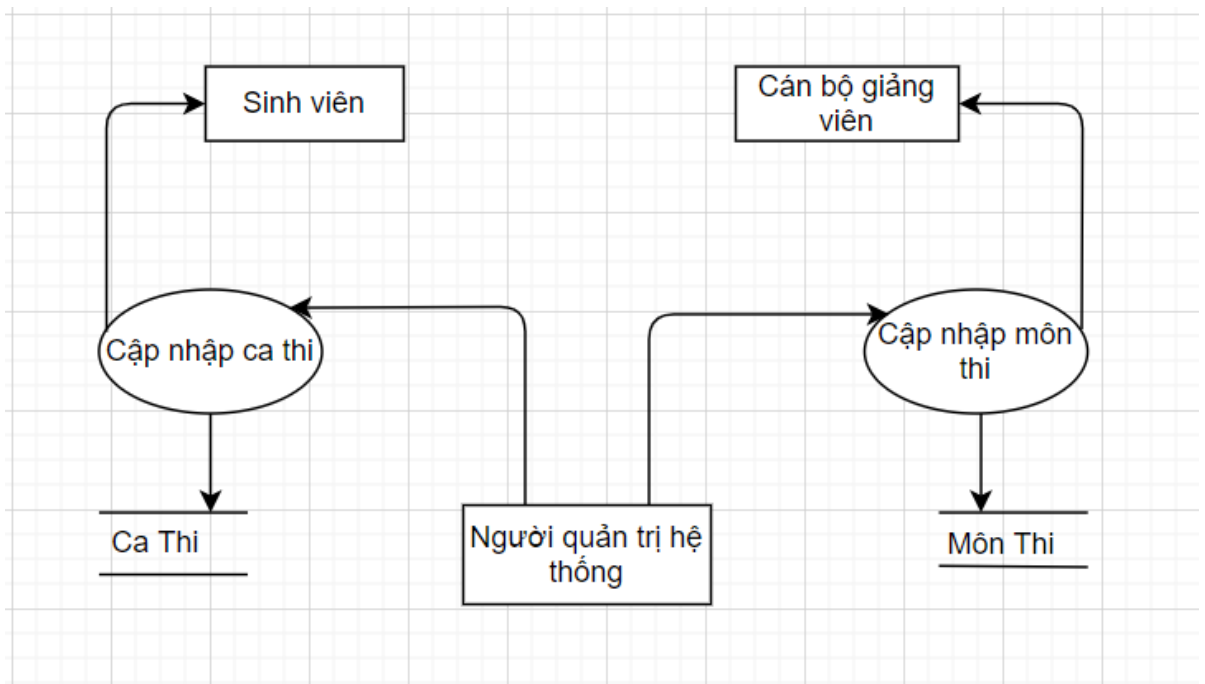 Sinh viên
Cán bộ giảng
viên
Cập nhập ca thi
Cập nhập môn
thi
Ca Thi
Người quản trị hệ
thống
Môn Thi